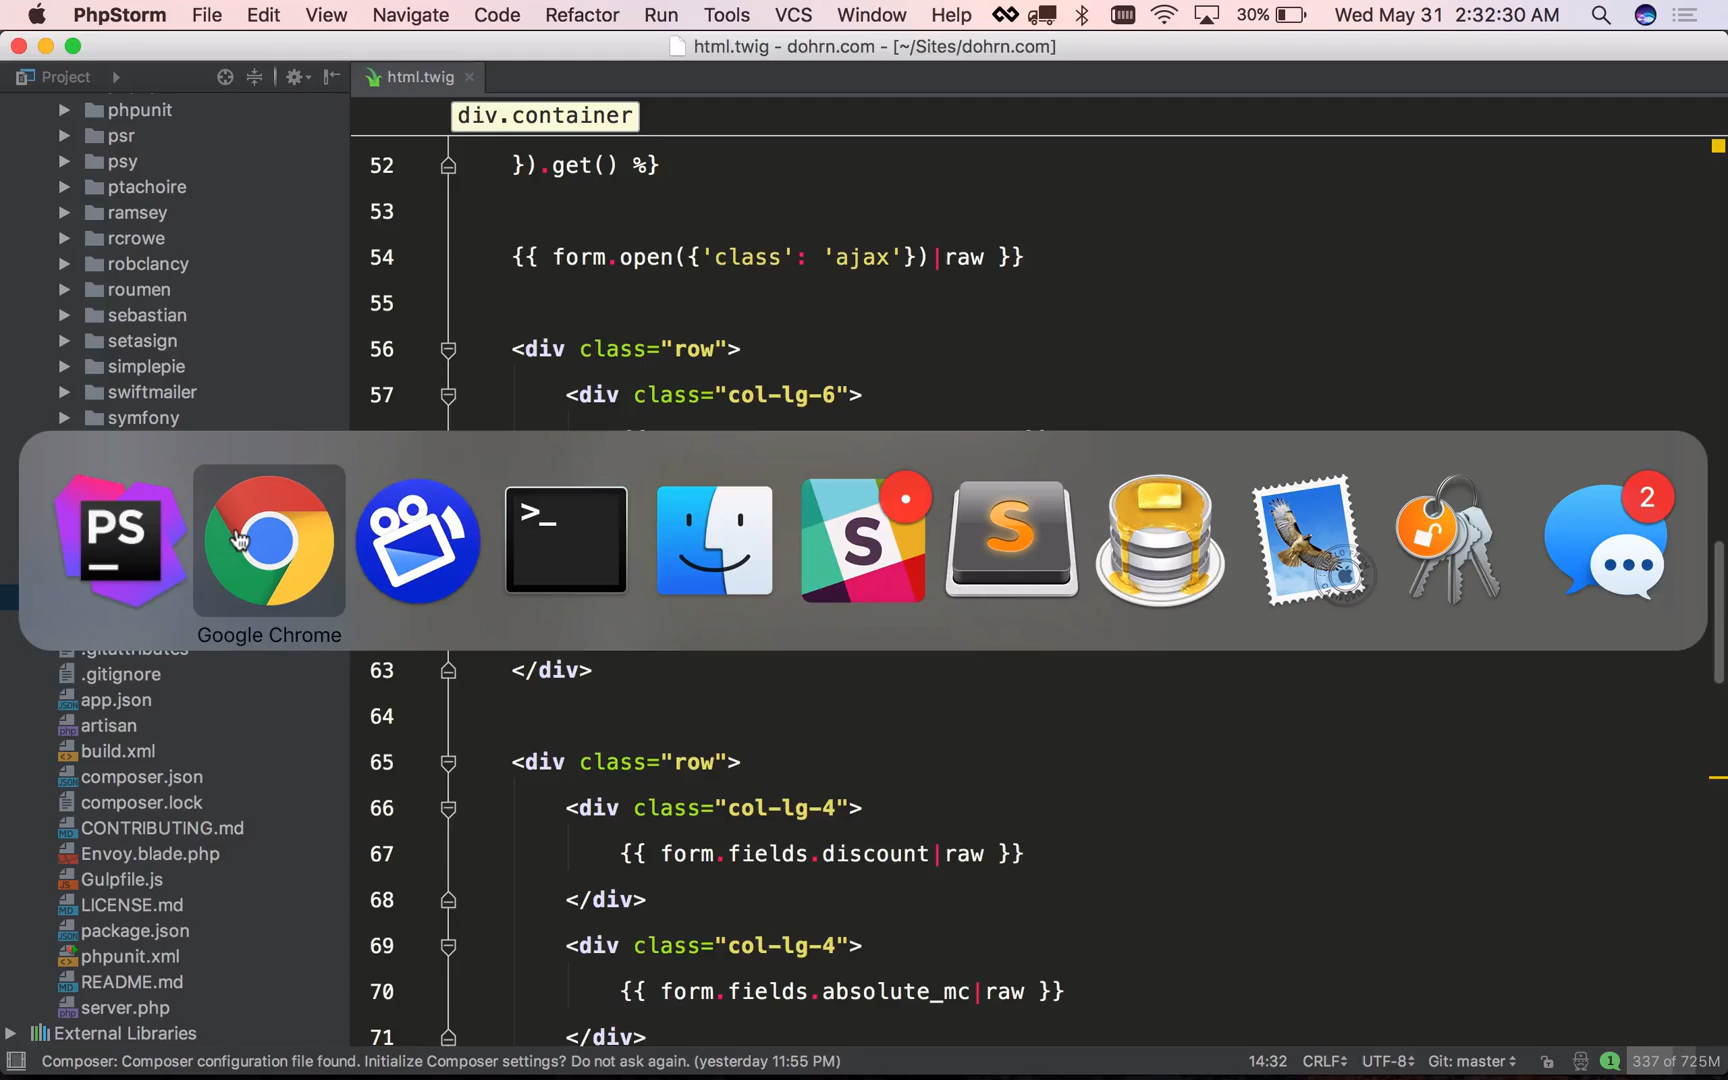 PhpStorm File Edit View Navigate Code Refactor Run Tools VCS Window Help 30% Wed May 31 2:32:30 AM
html.twig - dohrn.com - [~/Sites/dohrn.com]
Project html.twig
div.container
phpunit
psr
psy
ptachoire
ramsey
rcrowe
robclancy
roumen
sebastian
setasign
simplepie
swiftmailer
symfony
52 }).get() %}
53
54 {{ form.open({'class': 'ajax'})|raw }}
55
56 <div class="row">
57 <div class="col-lg-6">
PS
>_
S
S
2
Google Chrome
.gitattributes
.gitignore
app.json
artisan
build.xml
composer.json
composer.lock
CONTRIBUTING.md
Envoy.blade.php
Gulpfile.js
LICENSE.md
package.json
phpunit.xml
README.md
server.php
External Libraries
63 </div>
64
65 <div class="row">
66 <div class="col-lg-4">
67 {{ form.fields.discount|raw }}
68 </div>
69 <div class="col-lg-4">
70 {{ form.fields.absolute_mc|raw }}
71 </div>
Composer: Composer configuration file found. Initialize Composer settings? Do not ask again. (yesterday 11:55 PM) 14:32 CRLF UTF-8 Git: master 1 337 of 725M